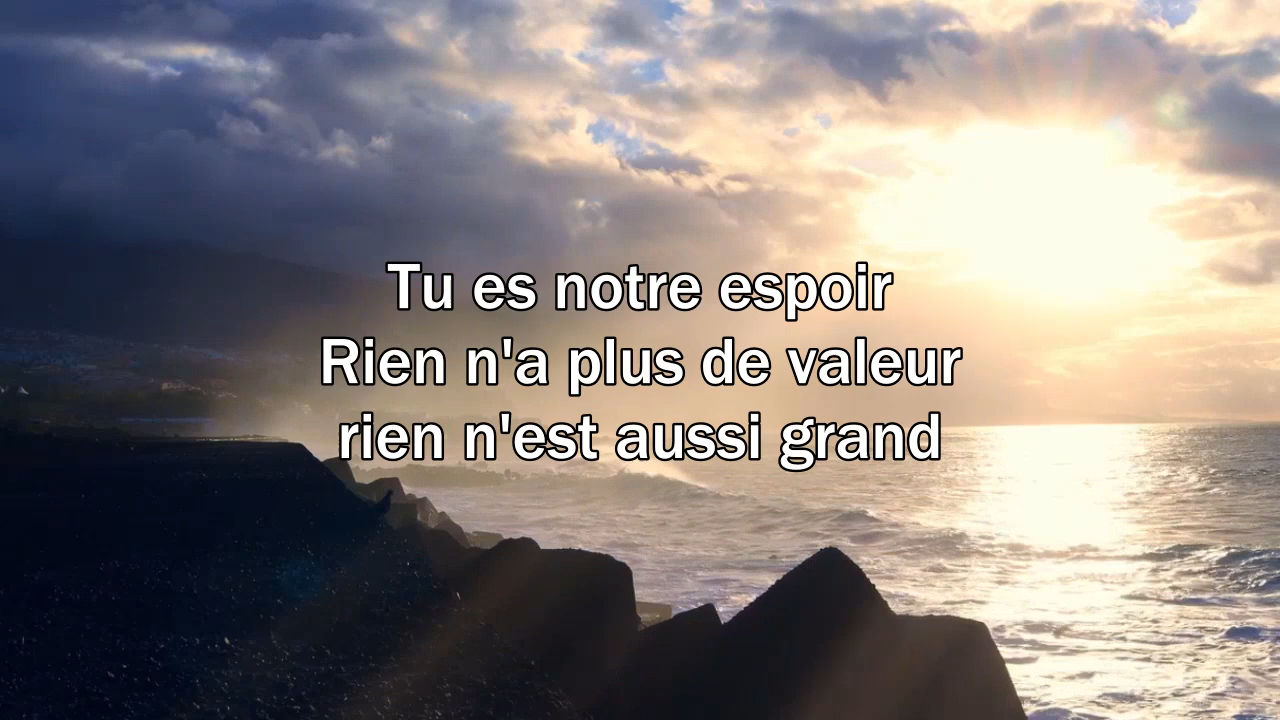 Tu es notre espoir
Rien n'a plus de valeur
rien n'est aussi grand